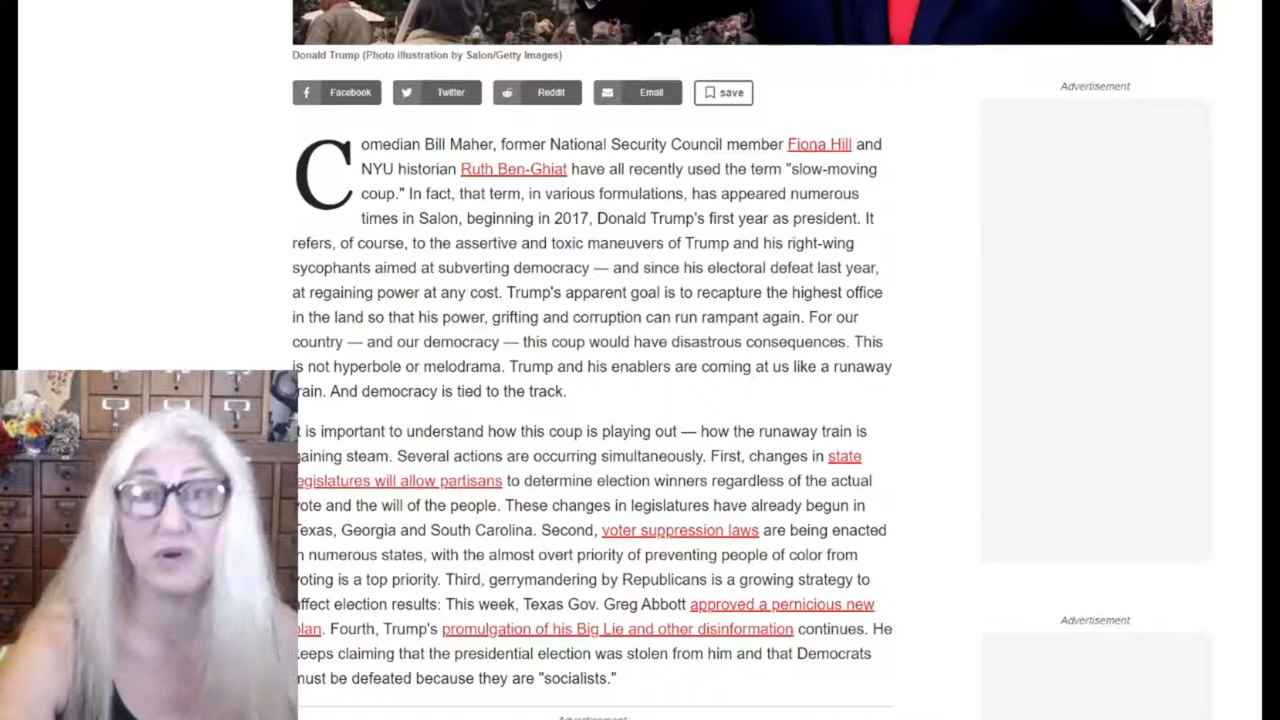 Donald Trump (Photo illustration by Salon/Getty Images)
Facebook
Twitter
Reddit
Email
save
Advertisement
Comedian Bill Maher, former National Security Council member Fiona Hill and
NYU historian Ruth Ben-Ghiat have all recently used the term "slow-moving
coup." In fact, that term, in various formulations, has appeared numerous
times in Salon, beginning in 2017, Donald Trump's first year as president. It
refers, of course, to the assertive and toxic maneuvers of Trump and his right-wing
sycophants aimed at subverting democracy — and since his electoral defeat last year,
at regaining power at any cost. Trump's apparent goal is to recapture the highest office
in the land so that his power, grifting and corruption can run rampant again. For our
country — and our democracy — this coup would have disastrous consequences. This
is not hyperbole or melodrama. Trump and his enablers are coming at us like a runaway
train. And democracy is tied to the track.
t is important to understand how this coup is playing out — how the runaway train is
gaining steam. Several actions are occurring simultaneously. First, changes in state
legislatures will allow partisans to determine election winners regardless of the actual
vote and the will of the people. These changes in legislatures have already begun in
Texas, Georgia and South Carolina. Second, voter suppression laws are being enacted
in numerous states, with the almost overt priority of preventing people of color from
voting is a top priority. Third, gerrymandering by Republicans is a growing strategy to
affect election results: This week, Texas Gov. Greg Abbott approved a pernicious new
plan. Fourth, Trump's promulgation of his Big Lie and other disinformation continues. He
keeps claiming that the presidential election was stolen from him and that Democrats
must be defeated because they are "socialists."
Advertisement
Advertisement: